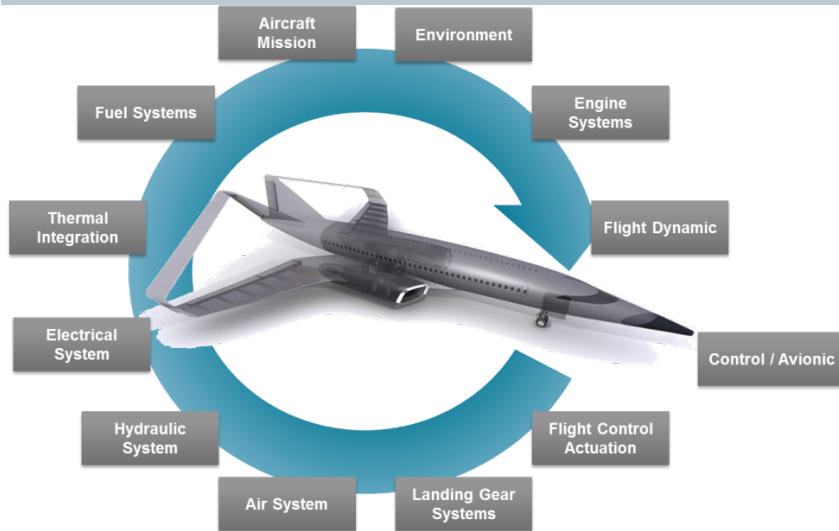 Aircraft
Mission
Environment
Fuel Systems
Engine
Systems
Thermal
Integration
Flight Dynamic
Electrical
System
Control / Avionic
Hydraulic
System
Flight Control
Actuation
Air System
Landing Gear
Systems